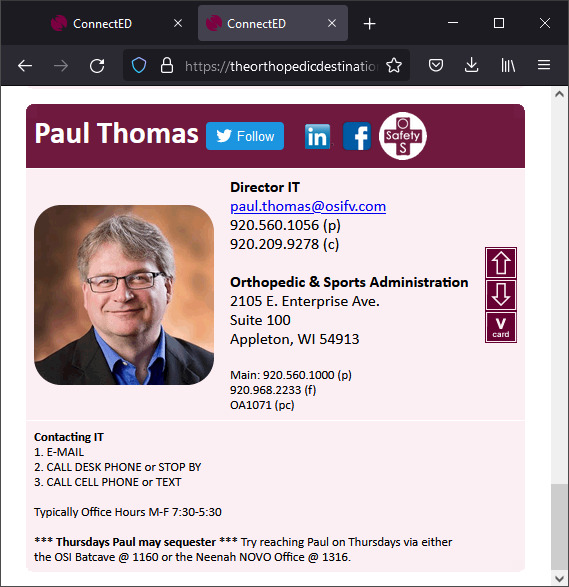 ConnectED
ConnectED
https://theorthopedicdestination
Paul Thomas
Follow
in
f
O Safety
S
Director IT
paul.thomas@osifv.com
920.560.1056 (p)
920.209.9278 (c)
Orthopedic & Sports Administration
2105 E. Enterprise Ave.
Suite 100
Appleton, WI 54913
V
card
Main: 920.560.1000 (p)
920.968.2233 (f)
OA1071 (pc)
Contacting IT
1. E-MAIL
2. CALL DESK PHONE or STOP BY
3. CALL CELL PHONE or TEXT
Typically Office Hours M-F 7:30-5:30
*** Thursdays Paul may sequester *** Try reaching Paul on Thursdays via either
the OSI Batcave @ 1160 or the Neenah NOVO Office @ 1316.